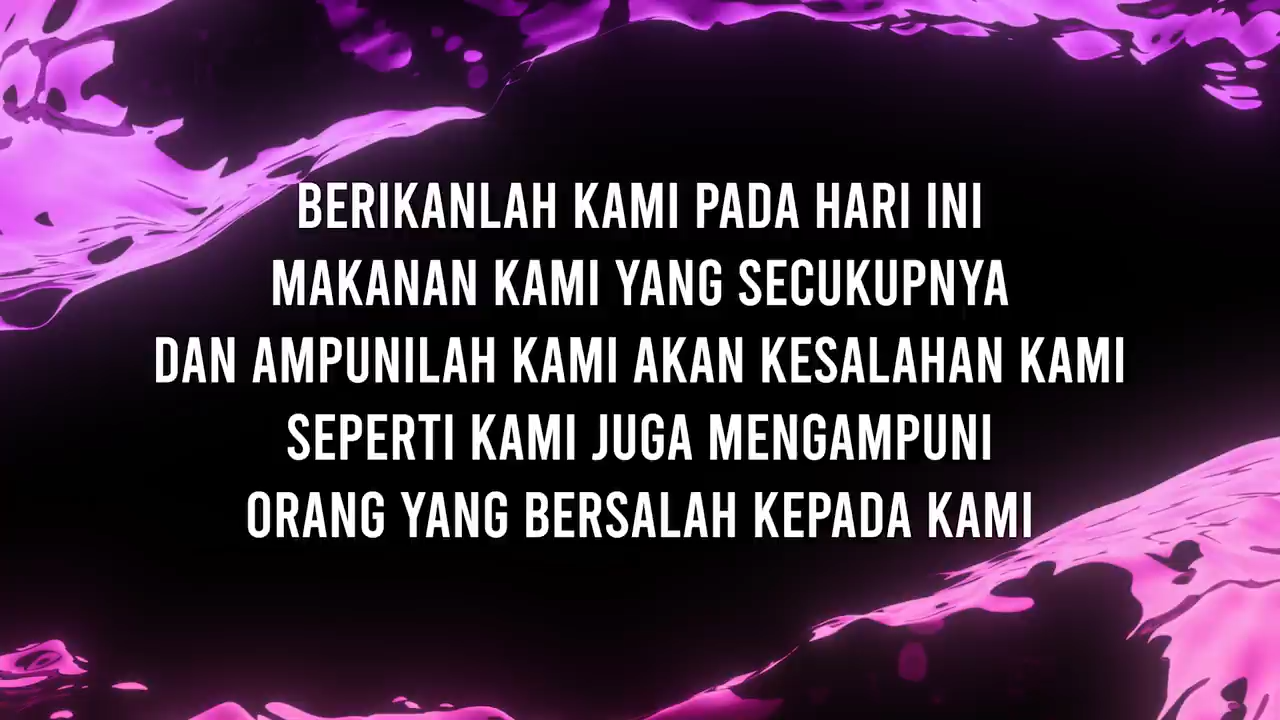 BERIKANLAH KAMI PADA HARI INI
MAKANAN KAMI YANG SECUKUPNYA
DAN AMPUNILAH KAMI AKAN KESALAHAN KAMI
SEPERTI KAMI JUGA MENGAMPUNI
ORANG YANG BERSALAH KEPADA KAMI